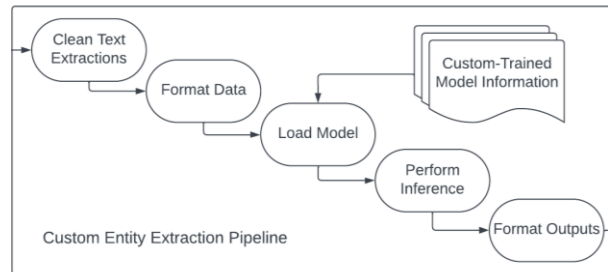 Clean Text
Extractions
Format Data
Custom-Trained
Model Information
Load Model
Perform
Inference
Format Outputs
Custom Entity Extraction Pipeline